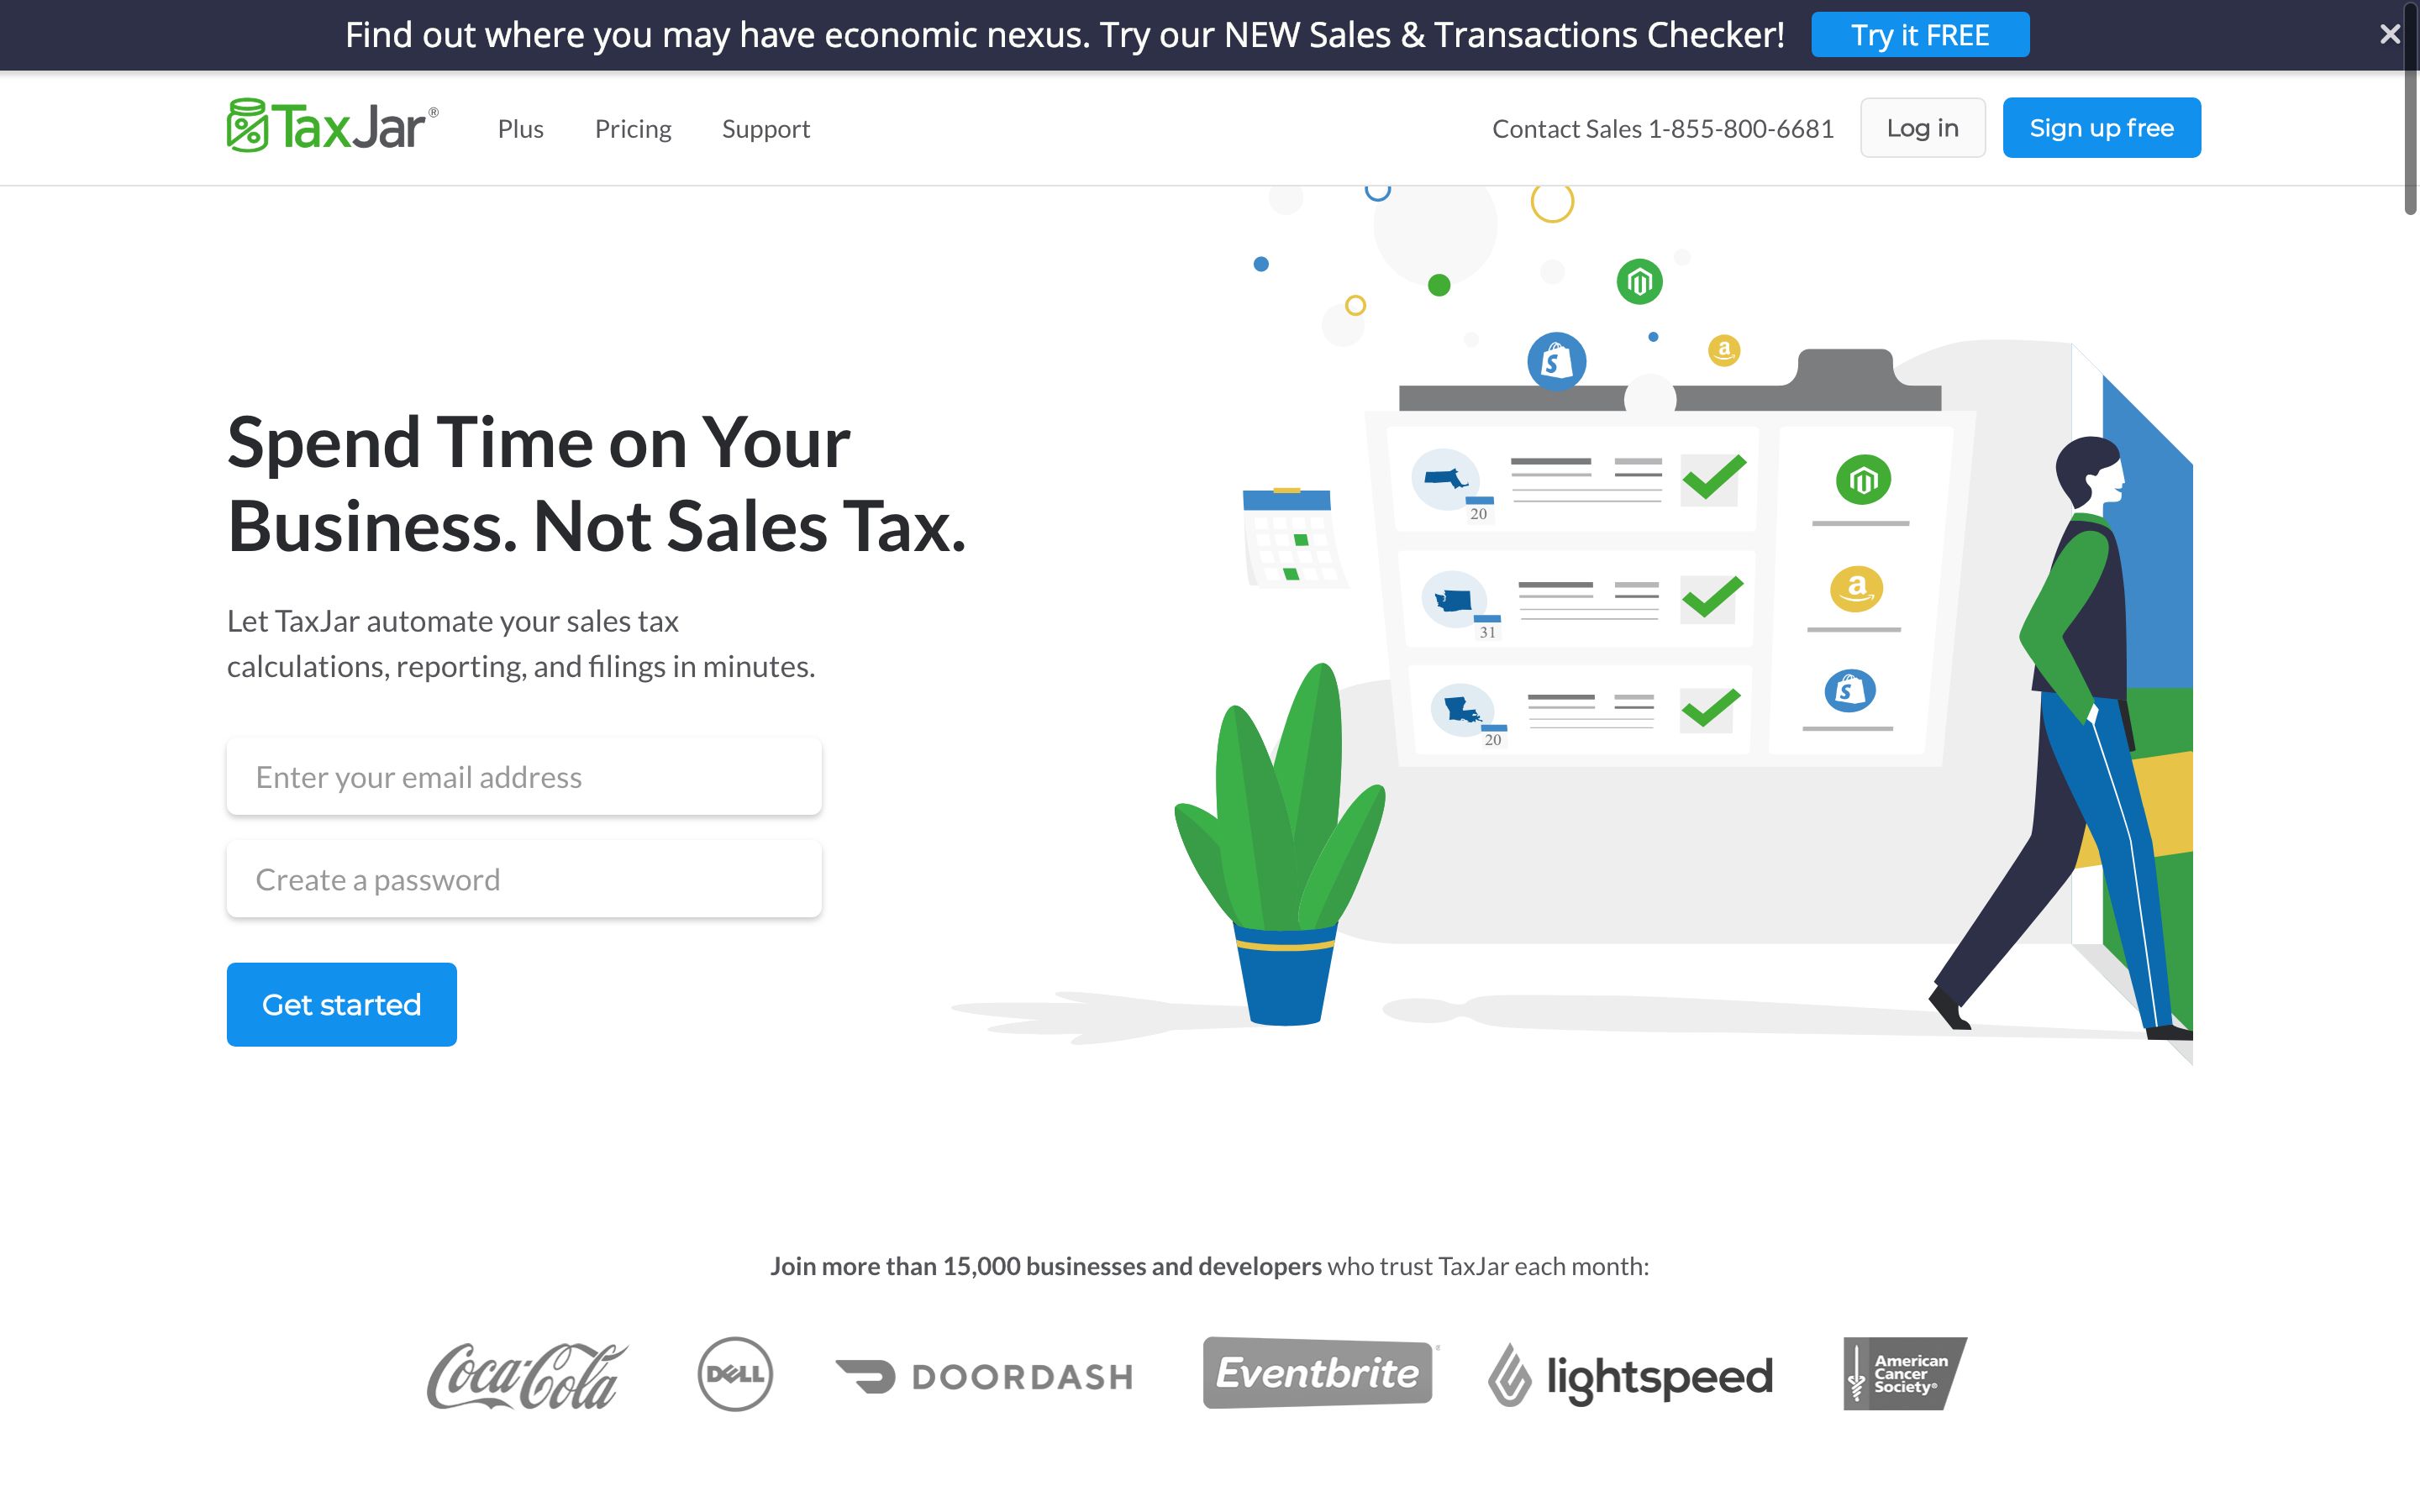 Find out where you may have economic nexus. Try our NEW Sales & Transactions Checker! Try it FREE
TaxJar® Plus Pricing Support Contact Sales 1-855-800-6681 Log in Sign up free
Spend Time on Your
Business. Not Sales Tax.
Let TaxJar automate your sales tax
calculations, reporting, and filings in minutes.
Enter your email address
Create a password
Get started
S
a
20
31
20
a
S
Join more than 15,000 businesses and developers who trust TaxJar each month:
Coca-Cola DELL DOORDASH Eventbrite lightspeed American
Cancer
Society®